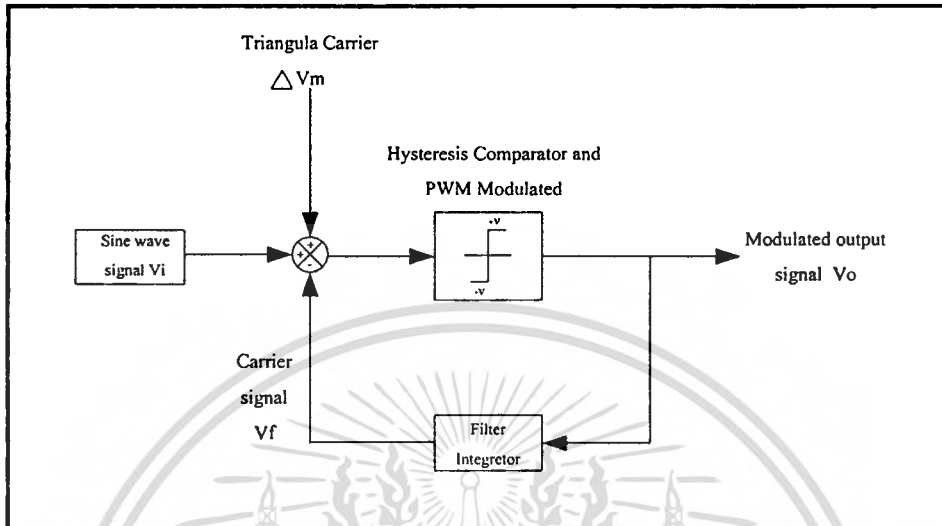 Triangula Carrier
△ Vm
Hysteresis Comparator and
PWM Modulated
+v
-v
Sine wave
signal Vi
+
+
-
Modulated output
signal Vo
Carrier
signal
Vf
Filter
Integretor